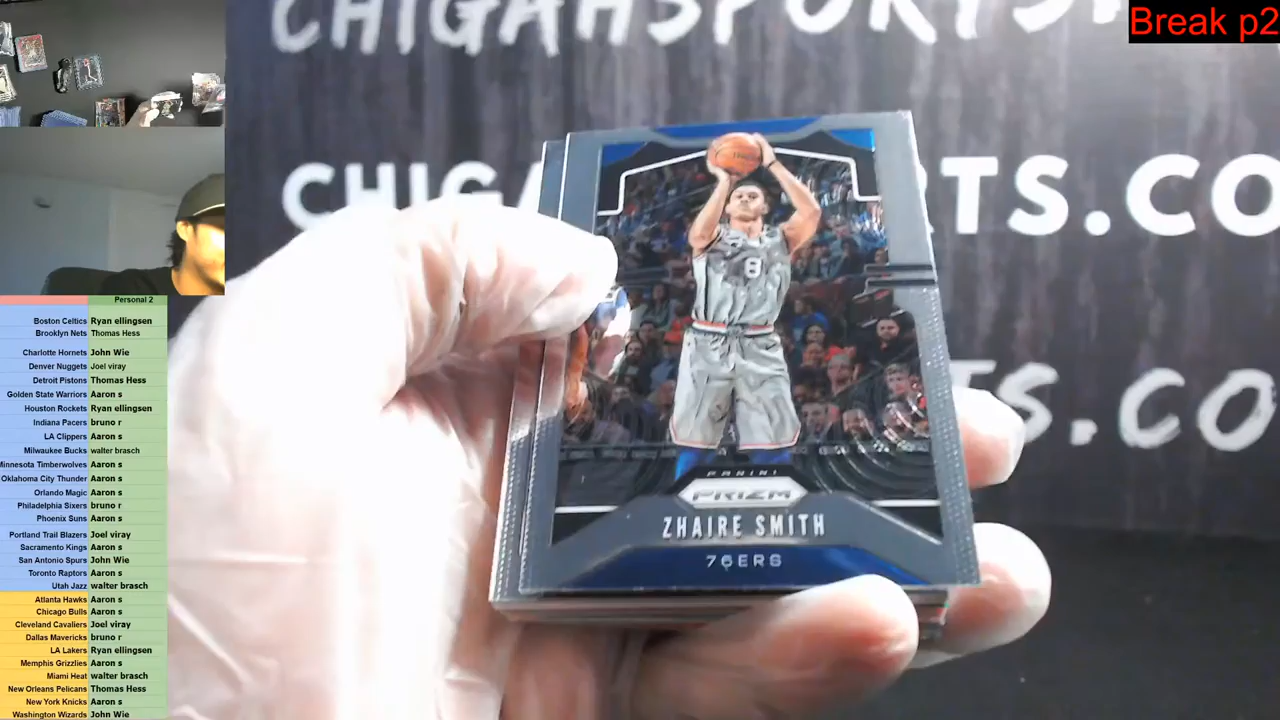 CHIGAHSPORTS
Break p2
CHIG
RTS.CO
TS.CO
8
PANINI
PRIZM
ZHAIRE SMITH
76ERS
Personal 2
Boston Celtics Ryan ellingsen
Brooklyn Nets Thomas Hess
Charlotte Hornets John Wie
Denver Nuggets Joel viray
Detroit Pistons Thomas Hess
Golden State Warriors Aaron s
Houston Rockets Ryan ellingsen
Indiana Pacers bruno r
LA Clippers Aaron s
Milwaukee Bucks walter brasch
Minnesota Timberwolves Aaron s
Oklahoma City Thunder Aaron s
Orlando Magic Aaron s
Philadelphia Sixers bruno r
Phoenix Suns Aaron s
Portland Trail Blazers Joel viray
Sacramento Kings Aaron s
San Antonio Spurs John Wie
Toronto Raptors Aaron s
Utah Jazz walter brasch
Atlanta Hawks Aaron s
Chicago Bulls Aaron s
Cleveland Cavaliers Joel viray
Dallas Mavericks bruno r
LA Lakers Ryan ellingsen
Memphis Grizzlies Aaron s
Miami Heat walter brasch
New Orleans Pelicans Thomas Hess
New York Knicks Aaron s
Washington Wizards John Wie